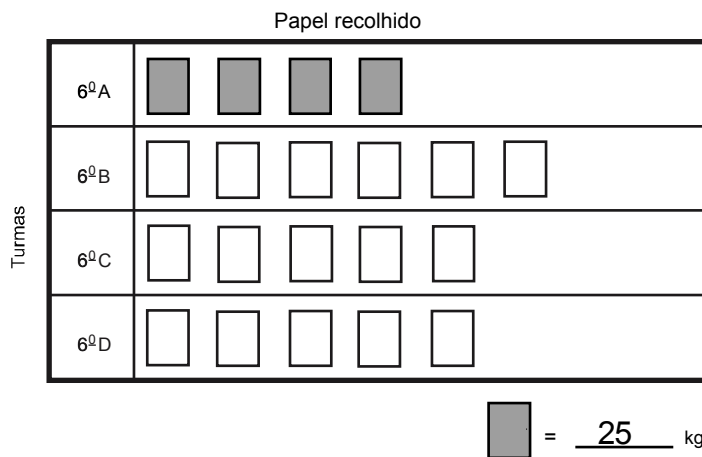 Papel recolhido
Turmas
6º A
6º B
6º C
6º D
= 25 kg